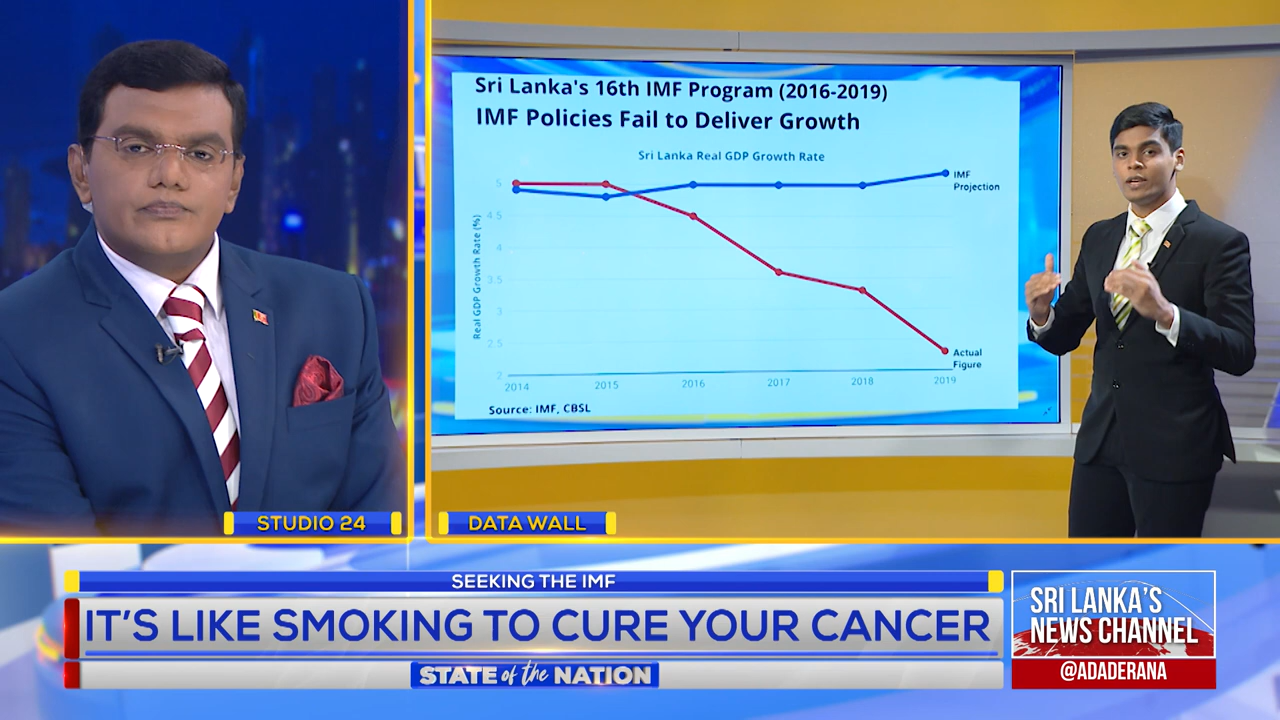 Sri Lanka's 16th IMF Program (2016-2019)
IMF Policies Fail to Deliver Growth
Sri Lanka Real GDP Growth Rate
Real GDP Growth Rate (%)
5
4.5
4
3.5
3
2.5
2
2014 2015 2016 2017 2018 2019
IMF
Projection
Actual
Figure
Source: IMF, CBSL
STUDIO 24
DATA WALL
SEEKING THE IMF
IT'S LIKE SMOKING TO CURE YOUR CANCER
STATE of the NATION
SRI LANKA'S
NEWS CHANNEL
@ADADERANA